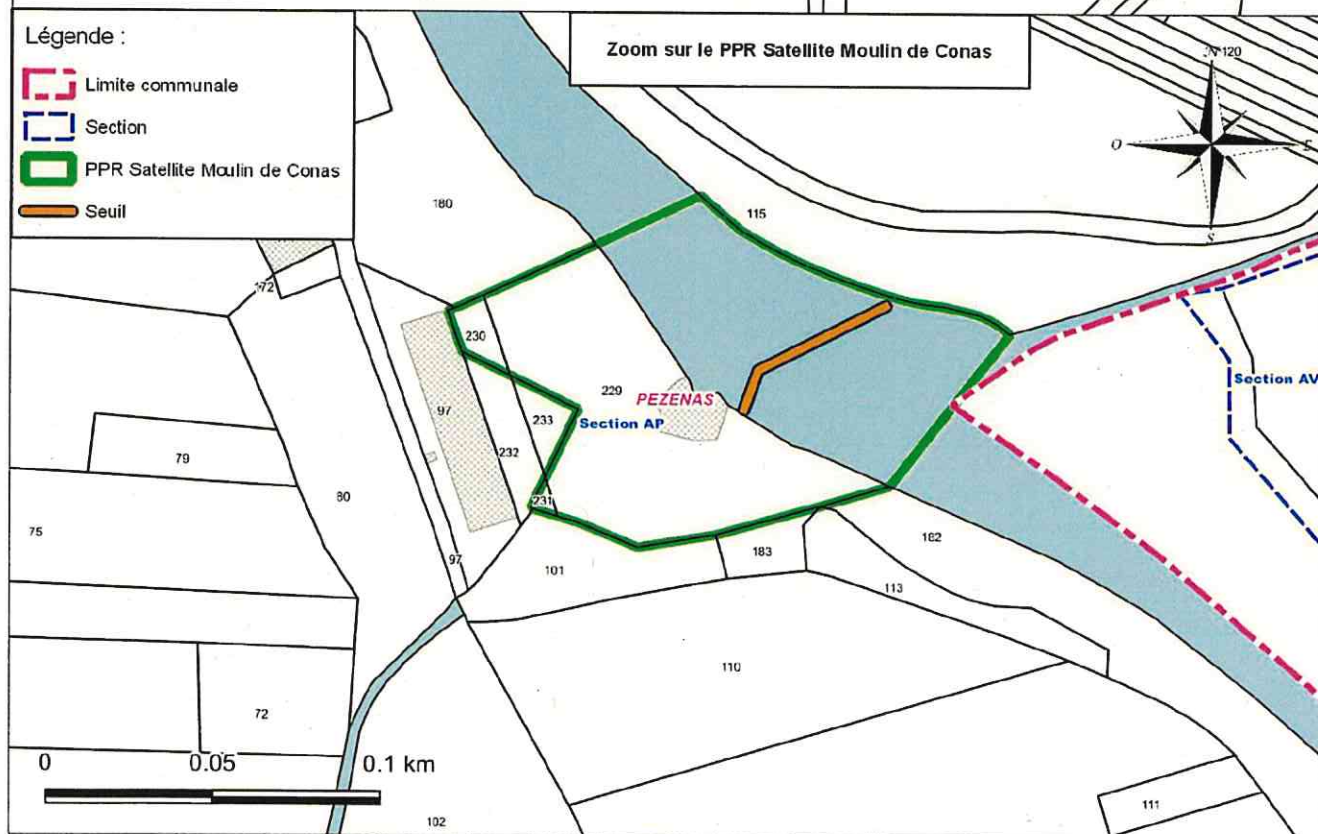 Légende :
Limite communale
Section
PPR Satellite Moulin de Conas
Seuil
Zoom sur le PPR Satellite Moulin de Conas
N
120
O
E
S
180
115
172
230
97
229
PEZENAS
Section AV
233
Section AP
232
79
80
231
75
97
101
183
182
113
110
72
0 0.05 0.1 km
111
102